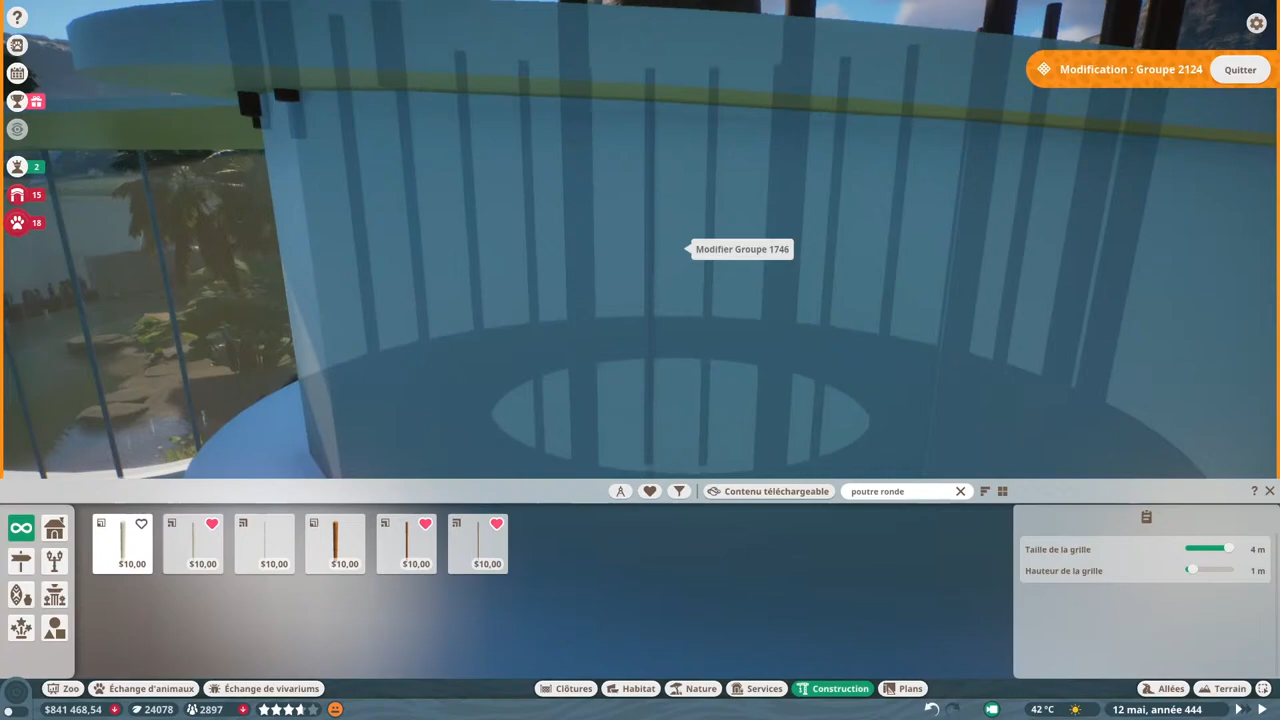 ?
Modification : Groupe 2124
Quitter
2
15
18
Modifier Groupe 1746
Contenu téléchargeable
poutre ronde
?
$10,00
$10,00
$10,00
$10,00
$10,00
$10,00
Taille de la grille
4 m
Hauteur de la grille
1 m
Zoo
Échange d'animaux
Échange de vivariums
Clôtures
Habitat
Nature
Services
Construction
Plans
Allées
Terrain
$841 468,54
24078
2897
42 °C
12 mai, année 444